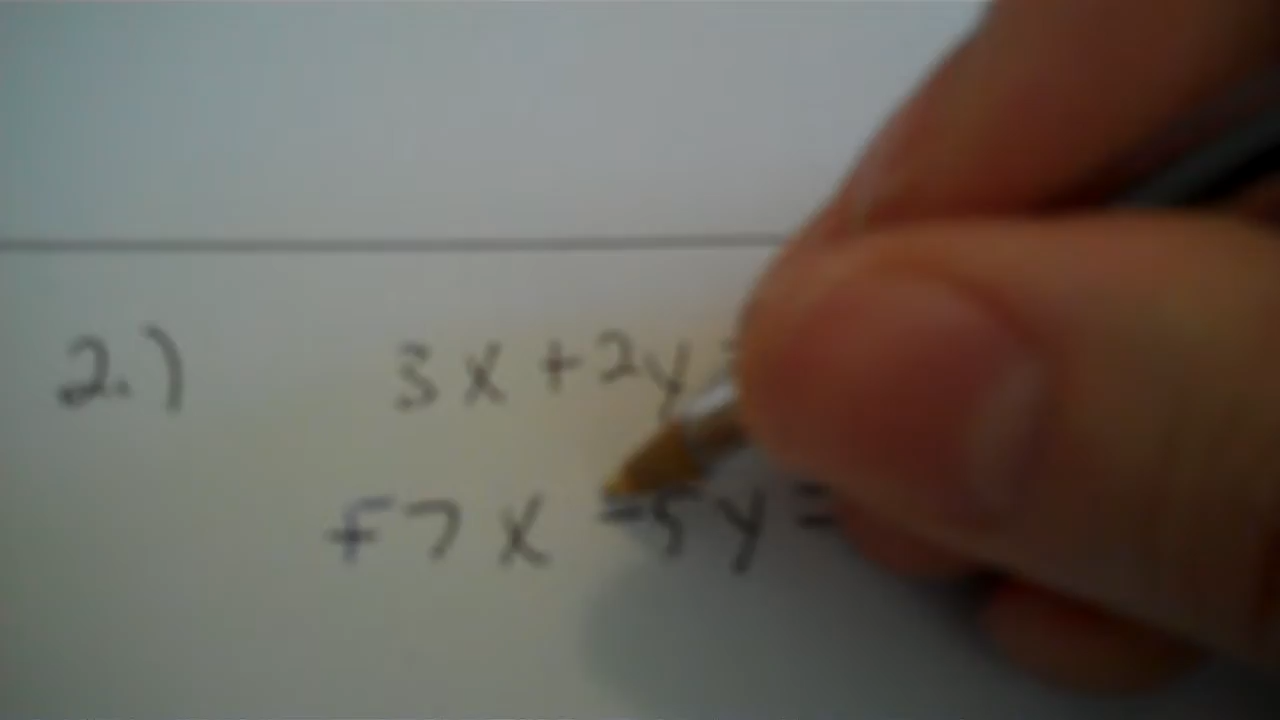 2.) 3x + 2y =
+7x -5y =